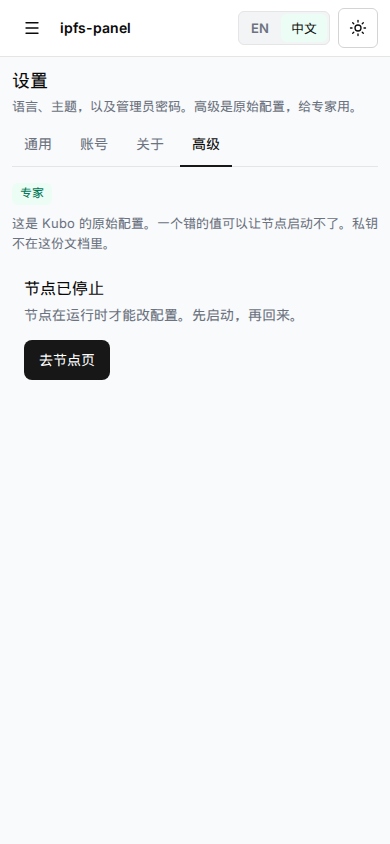 ipfs-panel
EN 中文
设置
语言、主题，以及管理员密码。高级是原始配置，给专家用。
通用 账号 关于 高级
专家
这是 Kubo 的原始配置。一个错的值可以让节点启动不了。私钥
不在这份文档里。
节点已停止
节点在运行时才能改配置。先启动，再回来。
去节点页